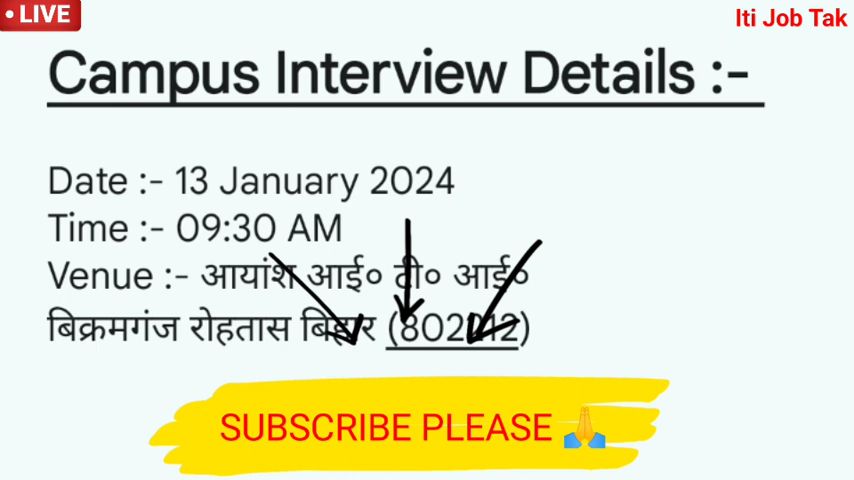 LIVE
Iti Job Tak
Campus Interview Details :-
Date :- 13 January 2024
Time :- 09:30 AM
Venue :- आयांश आई० टी० आई०
बिक्रमगंज रोहतास बिहार (802212)
SUBSCRIBE PLEASE 🙏